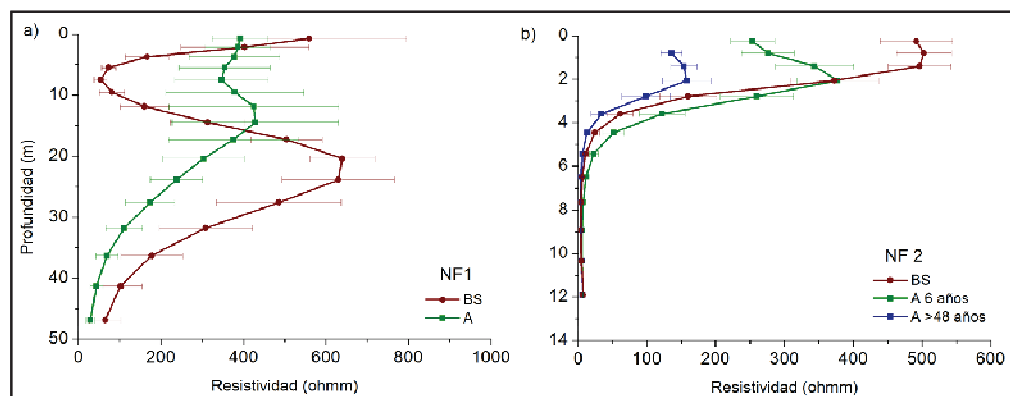 a)
0
10
20
30
40
50
Profundidad (m)
0 200 400 600 800 1000
Resistividad (ohmm)
NF1
BS
A
b)
0
2
4
6
8
10
12
14
0 100 200 300 400 500 600
Resistividad (ohmm)
NF 2
BS
A 6 años
A >48 años